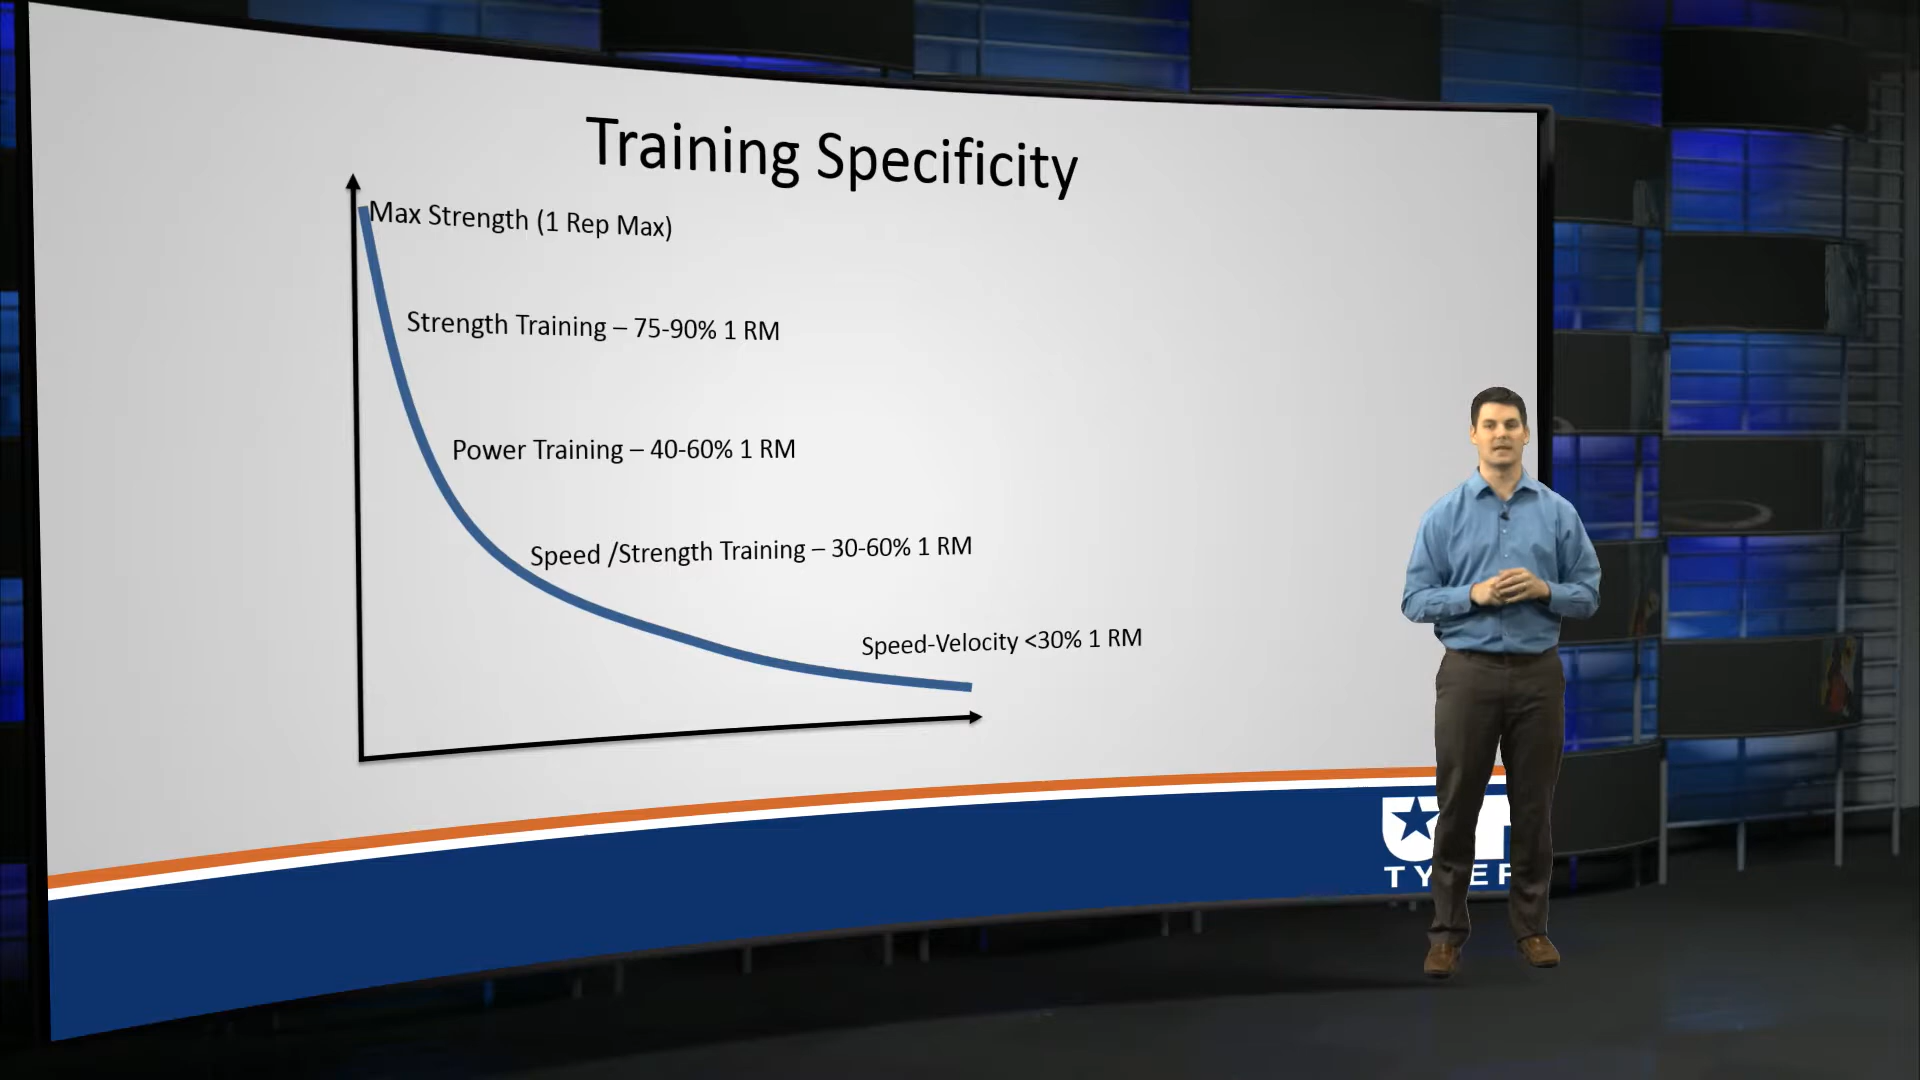 Training Specificity
Max Strength (1 Rep Max)
Strength Training – 75-90% 1 RM
Power Training – 40-60% 1 RM
Speed /Strength Training – 30-60% 1 RM
Speed-Velocity <30% 1 RM